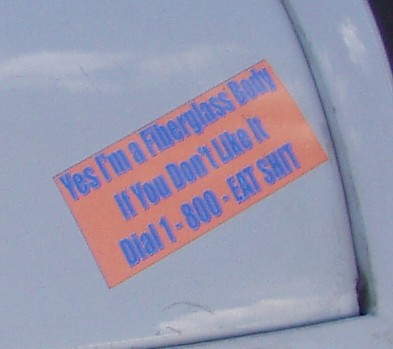 Yes I'm a Fiberglass Body
If You Don't Like It
Dial 1 - 800 - EAT SHIT